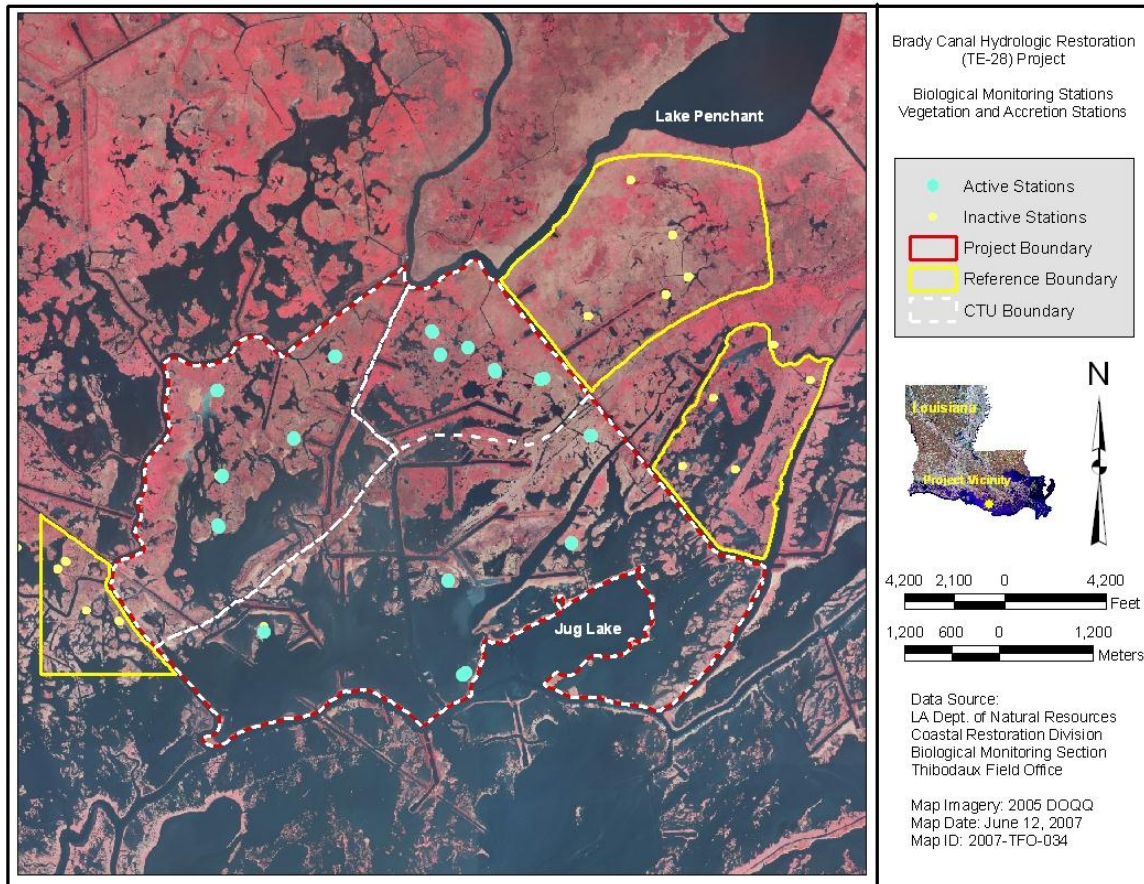 Lake Penchant
Jug Lake
Brady Canal Hydrologic Restoration
(TE-28) Project
Biological Monitoring Stations
Vegetation and Accretion Stations
Active Stations
Inactive Stations
Project Boundary
Reference Boundary
CTU Boundary
Louisiana
Project Vicinity
N
4,200 2,100 0 4,200
Feet
1,200 600 0 1,200
Meters
Data Source:
LA Dept. of Natural Resources
Coastal Restoration Division
Biological Monitoring Section
Thibodaux Field Office
Map Imagery: 2005 DOQQ
Map Date: June 12, 2007
Map ID: 2007-TFO-034